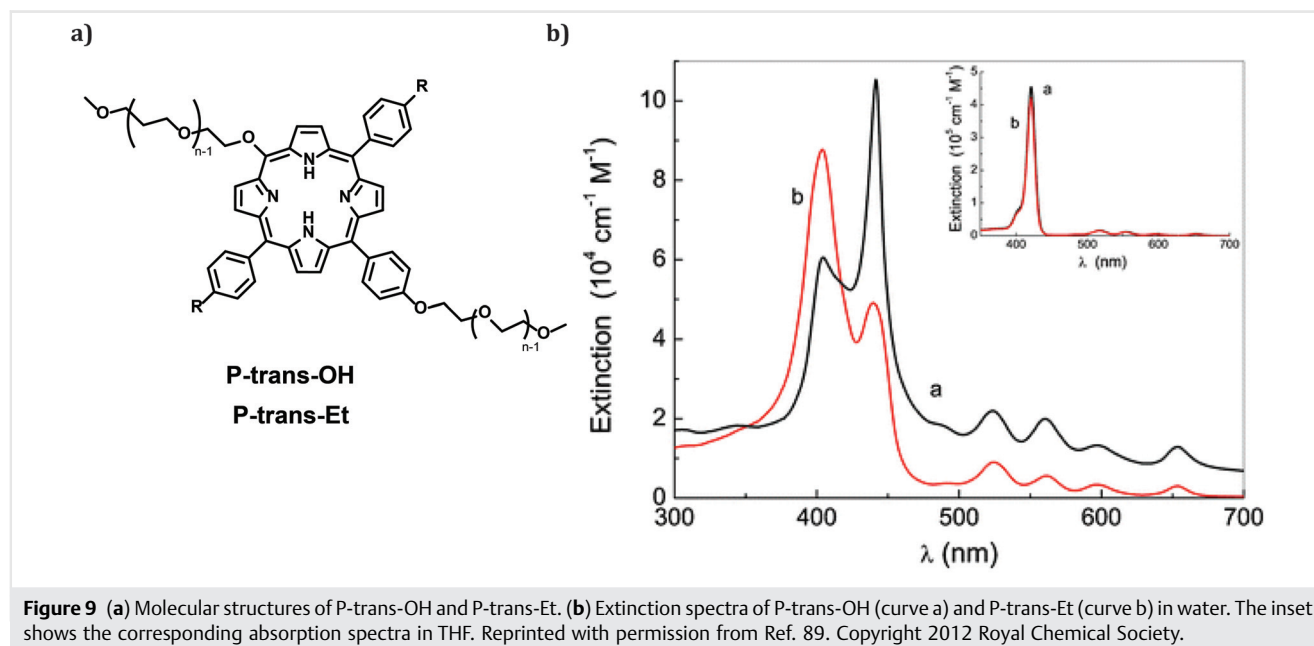 a)
R
O
O
n-1
O
N
H
N
N
H
N
R
O
O
n-1
O
P-trans-OH
P-trans-Et
b)
Extinction (10⁴ cm⁻¹ M⁻¹)
10
8
6
4
2
0
300
400
500
600
700
λ (nm)
b
a
a
Extinction (10⁵ cm⁻¹ M⁻¹)
5
4
3
2
1
0
400
500
600
700
λ (nm)
a
b
Figure 9 (a) Molecular structures of P-trans-OH and P-trans-Et. (b) Extinction spectra of P-trans-OH (curve a) and P-trans-Et (curve b) in water. The inset
shows the corresponding absorption spectra in THF. Reprinted with permission from Ref. 89. Copyright 2012 Royal Chemical Society.